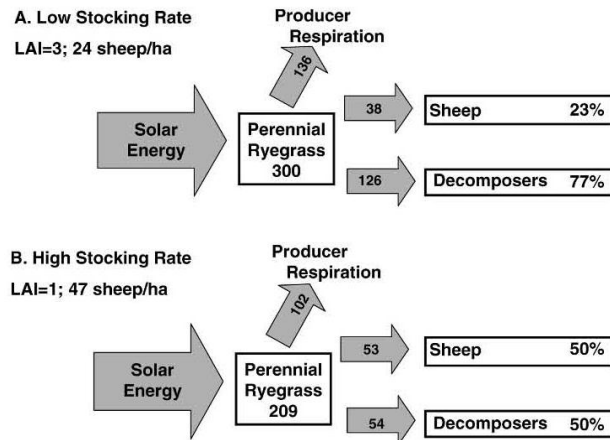 A. Low Stocking Rate
LAI=3; 24 sheep/ha
Producer
Respiration
136
Solar
Energy
Perennial
Ryegrass
300
38
Sheep 23%
126
Decomposers 77%
B. High Stocking Rate
LAI=1; 47 sheep/ha
Producer
Respiration
102
Solar
Energy
Perennial
Ryegrass
209
53
Sheep 50%
54
Decomposers 50%